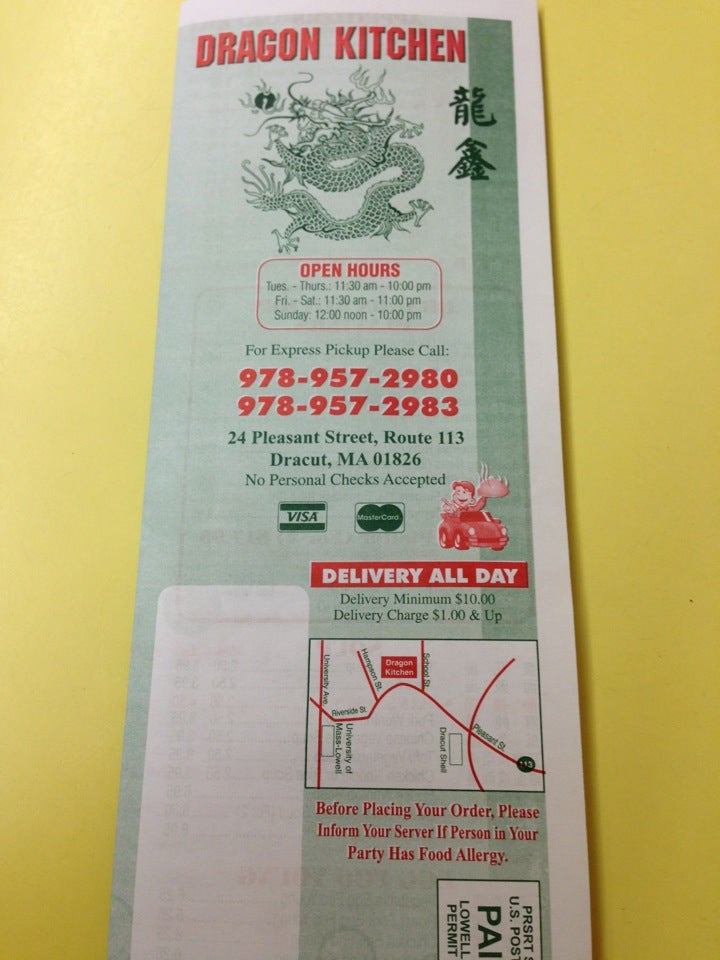 DRAGON KITCHEN
龍
鑫
OPEN HOURS
Tues. - Thurs.: 11:30 am - 10:00 pm
Fri. - Sat.: 11:30 am - 11:00 pm
Sunday: 12:00 noon - 10:00 pm
For Express Pickup Please Call:
978-957-2980
978-957-2983
24 Pleasant Street, Route 113
Dracut, MA 01826
No Personal Checks Accepted
VISA
MasterCard
DELIVERY ALL DAY
Delivery Minimum $10.00
Delivery Charge $1.00 & Up
University Ave.
Hampson St.
Dragon
Kitchen
School St.
Riverside St.
University of
Mass-Lowell
Dracut Shell
Pleasant St.
113
Before Placing Your Order, Please
Inform Your Server If Person in Your
Party Has Food Allergy.
PRSRT S
U.S. POST
PAI
LOWELL
PERMIT